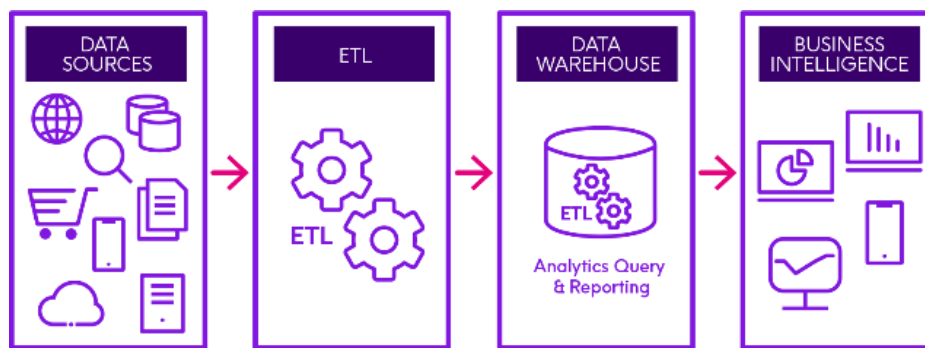 DATA
SOURCES
ETL
ETL
DATA
WAREHOUSE
ETL
Analytics Query
& Reporting
BUSINESS
INTELLIGENCE